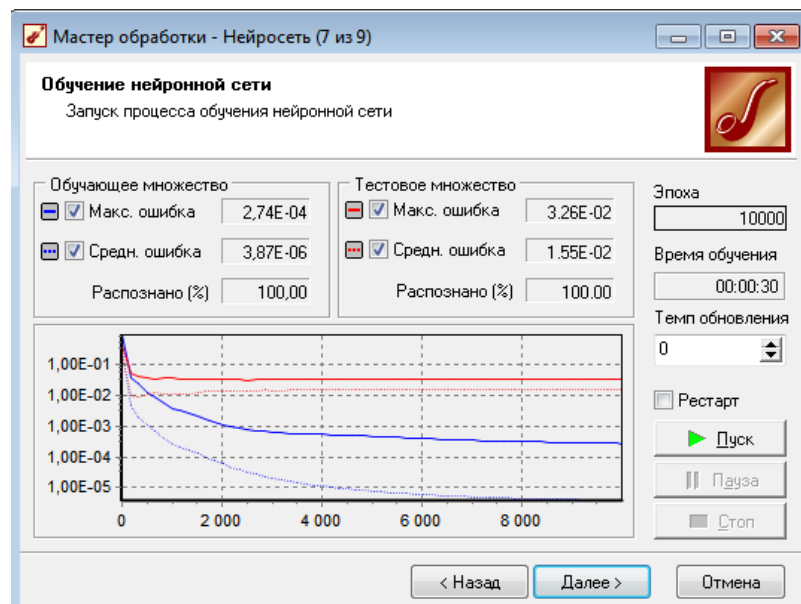 Мастер обработки - Нейросеть (7 из 9)
Обучение нейронной сети
Запуск процесса обучения нейронной сети
Обучающее множество
Макс. ошибка 2,74E-04
Средн. ошибка 3,87E-06
Распознано (%) 100,00
Тестовое множество
Макс. ошибка 3.26E-02
Средн. ошибка 1.55E-02
Распознано (%) 100.00
Эпоха
10000
Время обучения
00:00:30
Темп обновления
0
Рестарт
Пуск
Пауза
Стоп
1,00E-01
1,00E-02
1,00E-03
1,00E-04
1,00E-05
0 2 000 4 000 6 000 8 000
< Назад
Далее >
Отмена